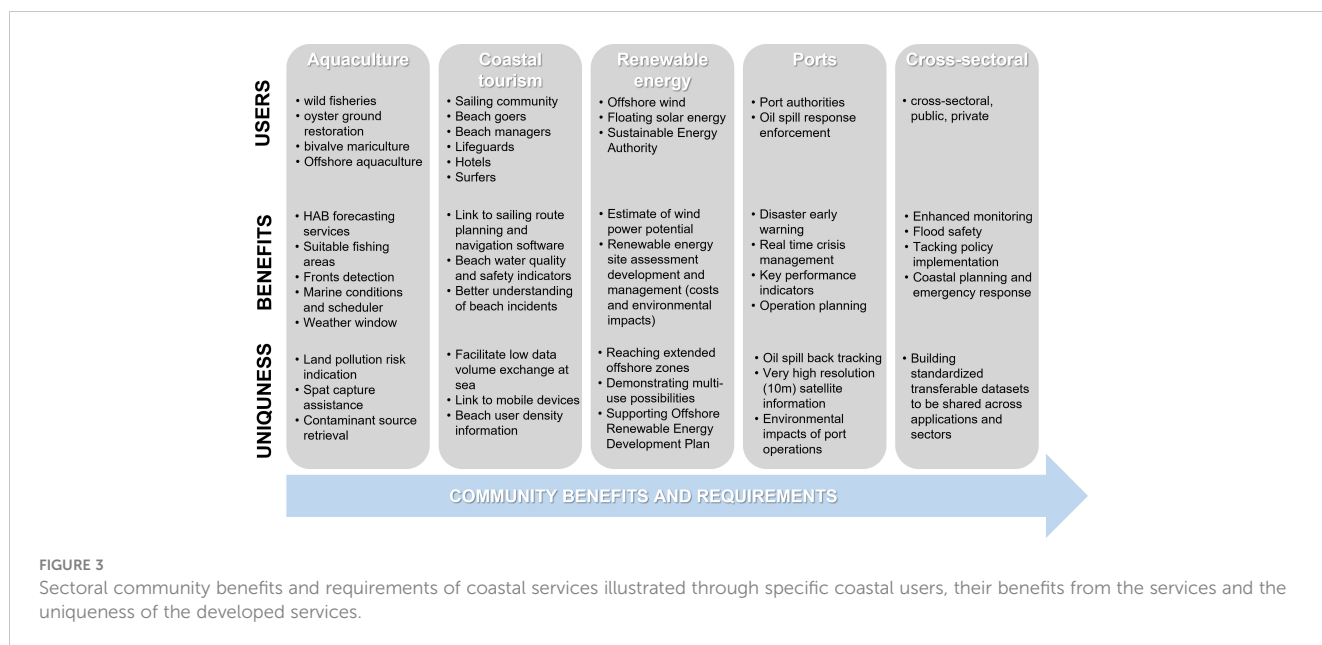 Aquaculture
Coastal
tourism
Renewable
energy
Ports
Cross-sectoral
USERS
• wild fisheries
• oyster ground
restoration
• bivalve mariculture
• Offshore aquaculture
• Sailing community
• Beach goers
• Beach managers
• Lifeguards
• Hotels
• Surfers
• Offshore wind
• Floating solar energy
• Sustainable Energy
Authority
• Port authorities
• Oil spill response
enforcement
• cross-sectoral,
public, private
BENEFITS
• HAB forecasting
services
• Suitable fishing
areas
• Fronts detection
• Marine conditions
and scheduler
• Weather window
• Link to sailing route
planning and
navigation software
• Beach water quality
and safety indicators
• Better understanding
of beach incidents
• Estimate of wind
power potential
• Renewable energy
site assessment
development and
management (costs
and environmental
impacts)
• Disaster early
warning
• Real time crisis
management
• Key performance
indicators
• Operation planning
• Enhanced monitoring
• Flood safety
• Tacking policy
implementation
• Coastal planning and
emergency response
UNIQUNESS
• Land pollution risk
indication
• Spat capture
assistance
• Contaminant source
retrieval
• Facilitate low data
volume exchange at
sea
• Link to mobile devices
• Beach user density
information
• Reaching extended
offshore zones
• Demonstrating multi-
use possibilities
• Supporting Offshore
Renewable Energy
Development Plan
• Oil spill back tracking
• Very high resolution
(10m) satellite
information
• Environmental
impacts of port
operations
• Building
standardized
transferable datasets
to be shared across
applications and
sectors
COMMUNITY BENEFITS AND REQUIREMENTS
FIGURE 3
Sectoral community benefits and requirements of coastal services illustrated through specific coastal users, their benefits from the services and the
uniqueness of the developed services.